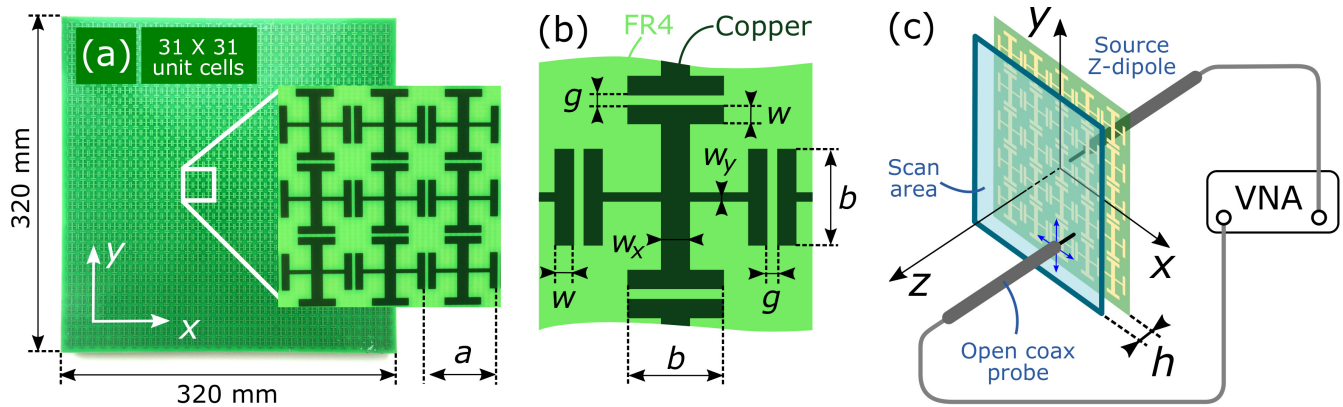 (a)
31 X 31
unit cells
320 mm
y
x
a
320 mm
(b)
FR4
Copper
g
w
w_y
b
w_x
w
g
b
(c)
y
Source
Z-dipole
Scan
area
VNA
x
z
Open coax
probe
h